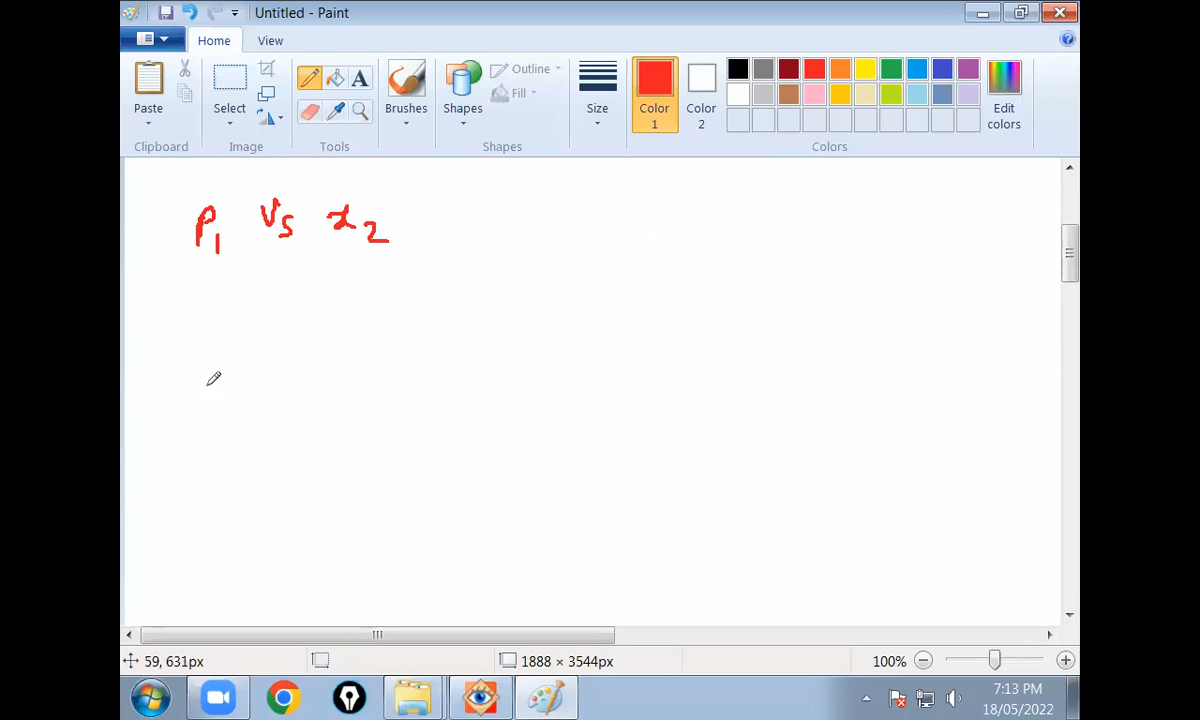 Untitled - Paint
Home View
Paste
Select
Brushes
Shapes
Outline
Fill
Size
Color 1
Color 2
Edit colors
Clipboard Image Tools Shapes Colors
P₁ Vs x₂
59, 631px 1888 × 3544px 100%
7:13 PM
18/05/2022